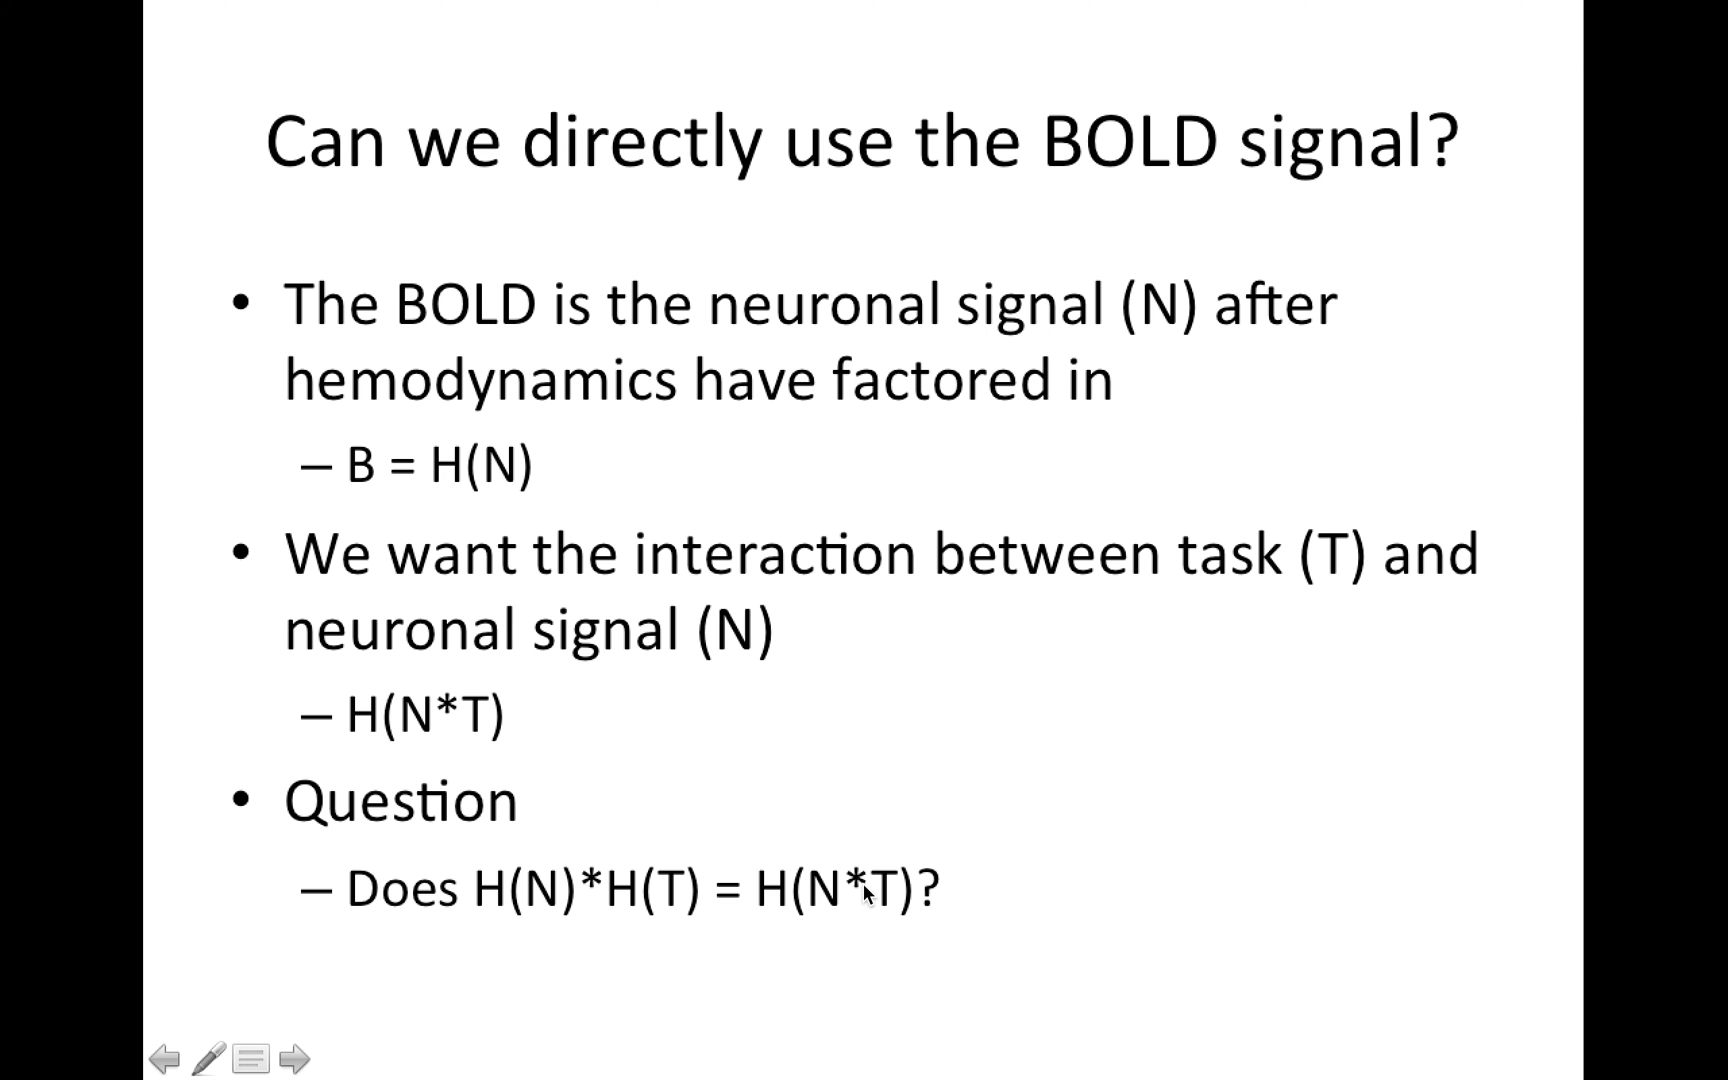 Can we directly use the BOLD signal?
• The BOLD is the neuronal signal (N) after
hemodynamics have factored in
– B = H(N)
• We want the interaction between task (T) and
neuronal signal (N)
– H(N*T)
• Question
– Does H(N)*H(T) = H(N*T)?